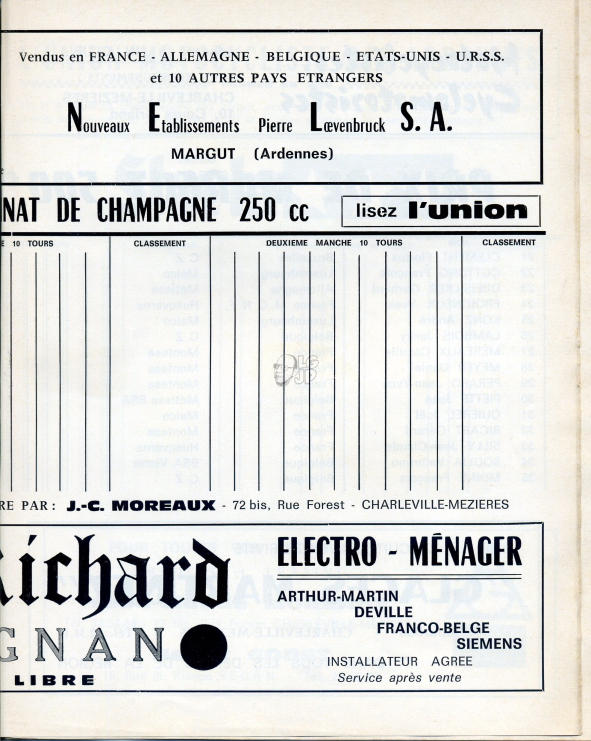 Vendus en FRANCE - ALLEMAGNE - BELGIQUE - ETATS-UNIS - U.R.S.S.
et 10 AUTRES PAYS ETRANGERS
Nouveaux Etablissements Pierre Lœvenbruck S. A.
MARGUT (Ardennes)
NAT DE CHAMPAGNE 250 cc lisez l'union
E 10 TOURS CLASSEMENT DEUXIEME MANCHE 10 TOURS CLASSEMENT
RE PAR : J.-C. MOREAUX - 72 bis, Rue Forest - CHARLEVILLE-MEZIERES
Richard
GNAN
LIBRE
ELECTRO - MÉNAGER
ARTHUR-MARTIN
DEVILLE
FRANCO-BELGE
SIEMENS
INSTALLATEUR AGREE
Service après vente